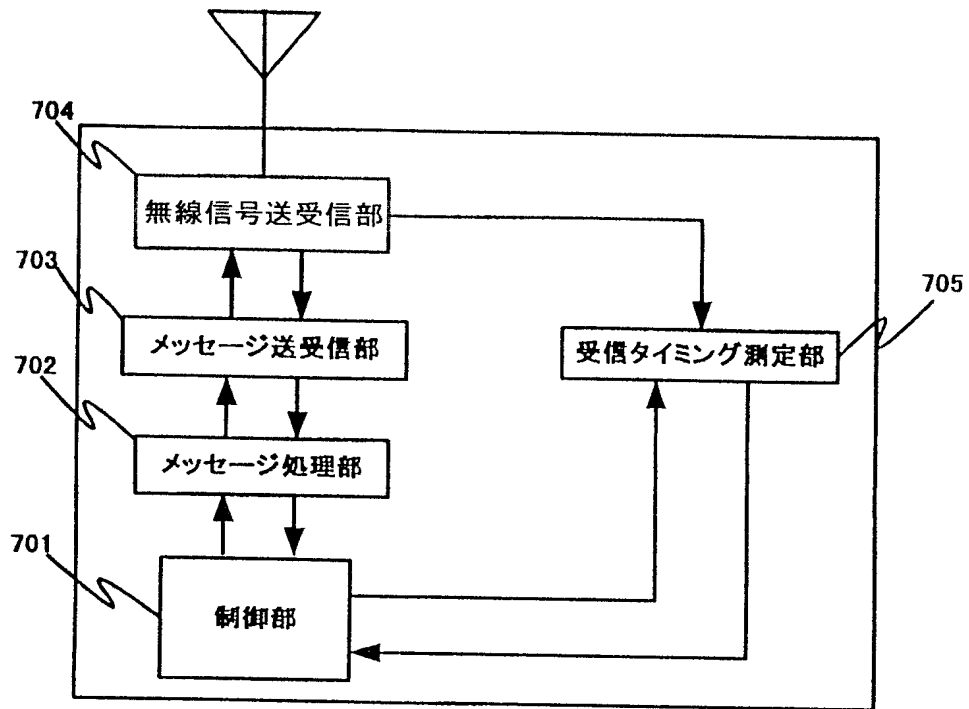 704
無線信号送受信部
703
705
メッセージ送受信部
受信タイミング測定部
702
メッセージ処理部
701
制御部